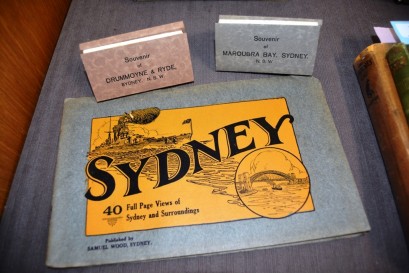 Souvenir
of
DRUMMOYNE & RYDE,
SYDNEY. N.S.W.
Souvenir
of
MAROUBRA BAY, SYDNEY.
N.S.W.
SYDNEY
40 Full Page Views of
Sydney and Surroundings
Published by
SAMUEL WOOD, SYDNEY.